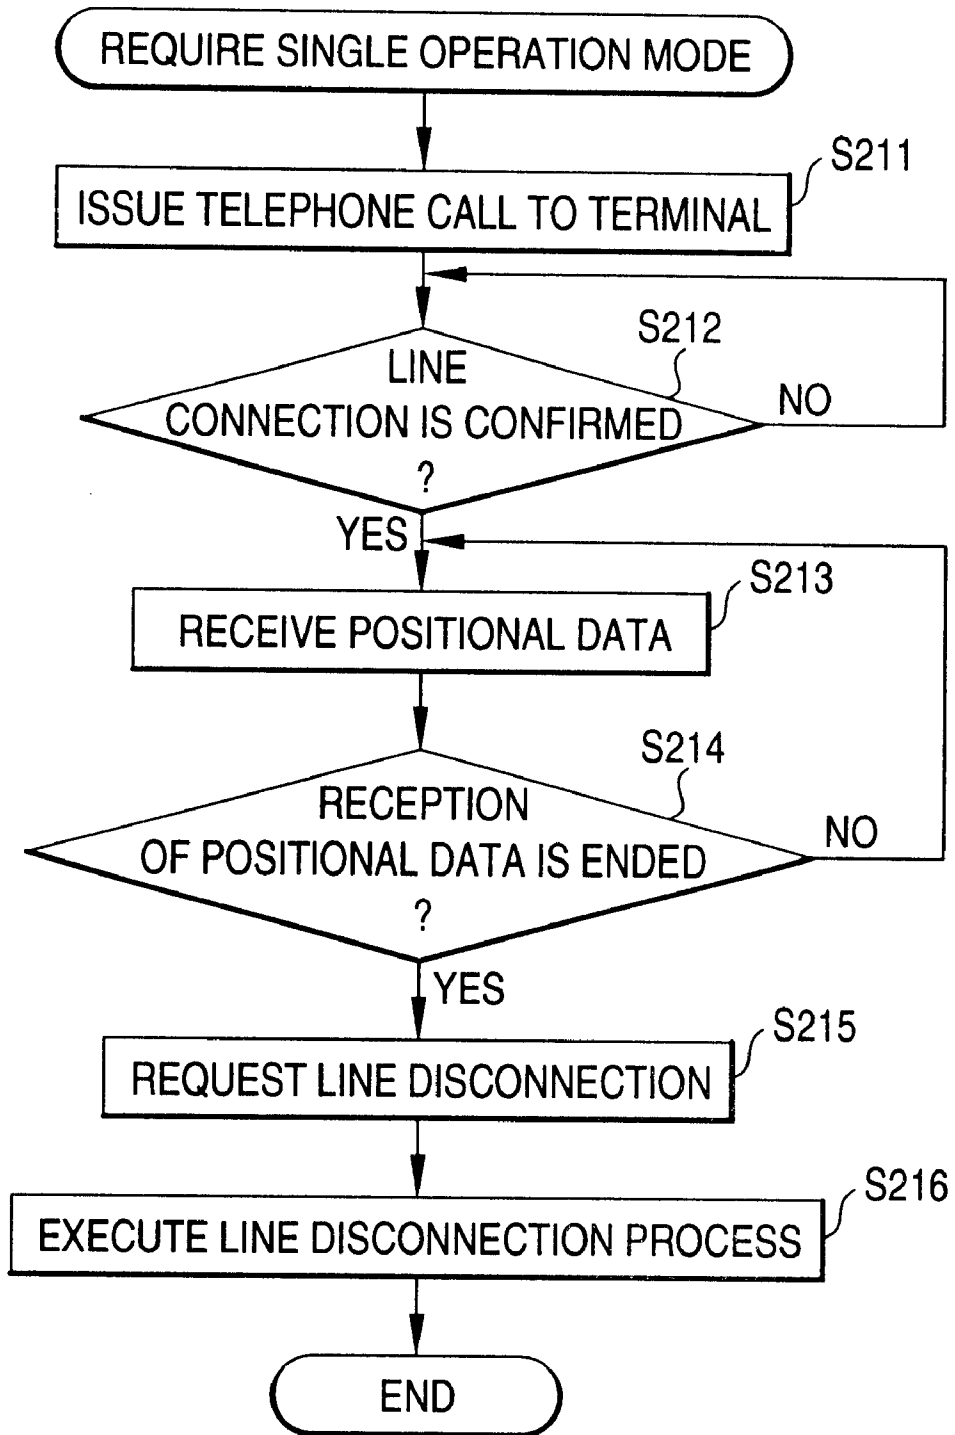 REQUIRE SINGLE OPERATION MODE
S211
ISSUE TELEPHONE CALL TO TERMINAL
S212
LINE
CONNECTION IS CONFIRMED
?
NO
YES
S213
RECEIVE POSITIONAL DATA
S214
RECEPTION
OF POSITIONAL DATA IS ENDED
?
NO
YES
S215
REQUEST LINE DISCONNECTION
S216
EXECUTE LINE DISCONNECTION PROCESS
END